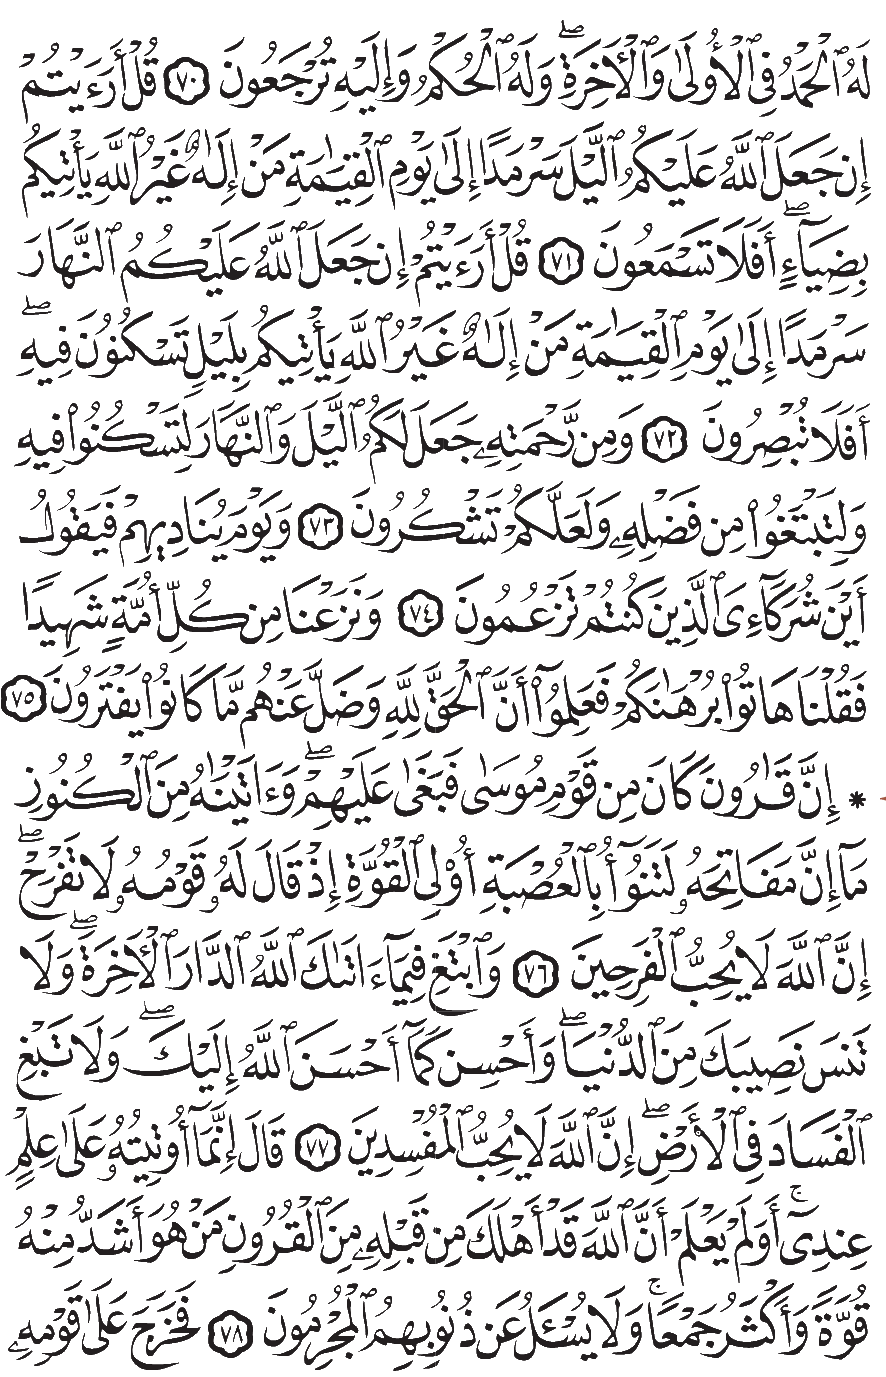 لَهُ ٱلْحَمْدُ فِى ٱلْأُولَىٰ وَٱلْأَخِرَةِ ۖ وَلَهُ ٱلْحُكْمُ وَإِلَيْهِ تُرْجَعُونَ ٧٠ قُلْ أَرَءَيْتُمْ
إِن جَعَلَ ٱللَّهُ عَلَيْكُمُ ٱلَّيْلَ سَرْمَدًا إِلَىٰ يَوْمِ ٱلْقِيَـٰمَةِ مَنْ إِلَـٰهٌ غَيْرُ ٱللَّهِ يَأْتِيكُم
بِضِيَآءٍ ۖ أَفَلَا تَسْمَعُونَ ٧١ قُلْ أَرَءَيْتُمْ إِن جَعَلَ ٱللَّهُ عَلَيْكُمُ ٱلنَّهَارَ
سَرْمَدًا إِلَىٰ يَوْمِ ٱلْقِيَـٰمَةِ مَنْ إِلَـٰهٌ غَيْرُ ٱللَّهِ يَأْتِيكُم بِلَيْلٍ تَسْكُنُونَ فِيهِ ۖ
أَفَلَا تُبْصِرُونَ ٧٢ وَمِن رَّحْمَتِهِۦ جَعَلَ لَكُمُ ٱلَّيْلَ وَٱلنَّهَارَ لِتَسْكُنُوا۟ فِيهِ
وَلِتَبْتَغُوا۟ مِن فَضْلِهِۦ وَلَعَلَّكُمْ تَشْكُرُونَ ٧٣ وَيَوْمَ يُنَادِيهِمْ فَيَقُولُ
أَيْنَ شُرَكَآءِىَ ٱلَّذِينَ كُنتُمْ تَزْعُمُونَ ٧٤ وَنَزَعْنَا مِن كُلِّ أُمَّةٍ شَهِيدًا
فَقُلْنَا هَاتُوا۟ بُرْهَـٰنَكُمْ فَعَلِمُوٓا۟ أَنَّ ٱلْحَقَّ لِلَّهِ وَضَلَّ عَنْهُم مَّا كَانُوا۟ يَفْتَرُونَ ٧٥
* إِنَّ قَـٰرُونَ كَانَ مِن قَوْمِ مُوسَىٰ فَبَغَىٰ عَلَيْهِمْ ۖ وَءَاتَيْنَـٰهُ مِنَ ٱلْكُنُوزِ
مَآ إِنَّ مَفَاتِحَهُۥ لَتَنُوٓأُ بِٱلْعُصْبَةِ أُو۟لِى ٱلْقُوَّةِ إِذْ قَالَ لَهُۥ قَوْمُهُۥ لَا تَفْرَحْ ۖ
إِنَّ ٱللَّهَ لَا يُحِبُّ ٱلْفَرِحِينَ ٧٦ وَٱبْتَغِ فِيمَآ ءَاتَىٰكَ ٱللَّهُ ٱلدَّارَ ٱلْأَخِرَةَ ۖ وَلَا
تَنسَ نَصِيبَكَ مِنَ ٱلدُّنْيَا ۖ وَأَحْسِن كَمَآ أَحْسَنَ ٱللَّهُ إِلَيْكَ ۖ وَلَا تَبْغِ
ٱلْفَسَادَ فِى ٱلْأَرْضِ ۖ إِنَّ ٱللَّهَ لَا يُحِبُّ ٱلْمُفْسِدِينَ ٧٧ قَالَ إِنَّمَآ أُوتِيتُهُۥ عَلَىٰ عِلْمٍ
عِندِىٓ ۚ أَوَلَمْ يَعْلَمْ أَنَّ ٱللَّهَ قَدْ أَهْلَكَ مِن قَبْلِهِۦ مِنَ ٱلْقُرُونِ مَنْ هُوَ أَشَدُّ مِنْهُ
قُوَّةً وَأَكْثَرُ جَمْعًا ۚ وَلَا يُسْـَٔلُ عَن ذُنُوبِهِمُ ٱلْمُجْرِمُونَ ٧٨ فَخَرَجَ عَلَىٰ قَوْمِهِۦ